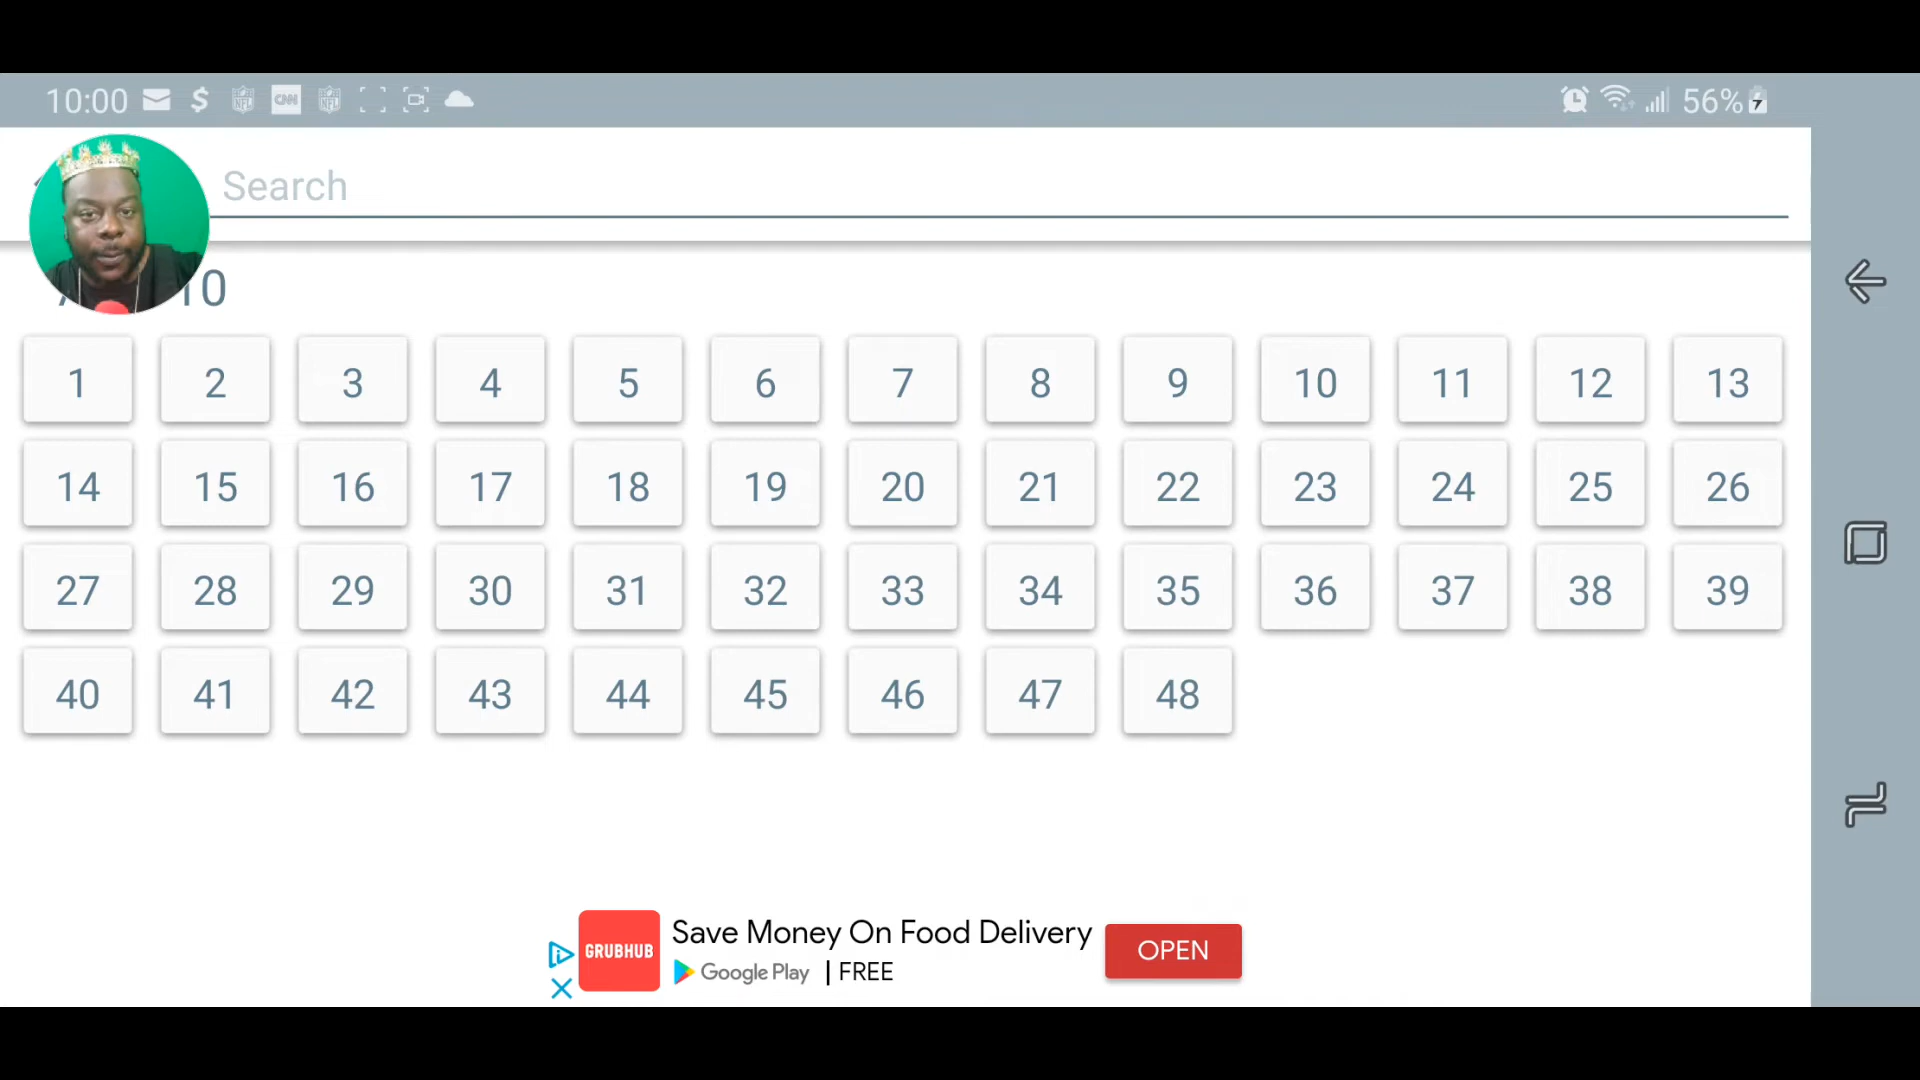 10:00 $ NFL CNN NFL 56%
Search
10
1 2 3 4 5 6 7 8 9 10 11 12 13
14 15 16 17 18 19 20 21 22 23 24 25 26
27 28 29 30 31 32 33 34 35 36 37 38 39
40 41 42 43 44 45 46 47 48
GRUBHUB
Save Money On Food Delivery
Google Play | FREE
OPEN